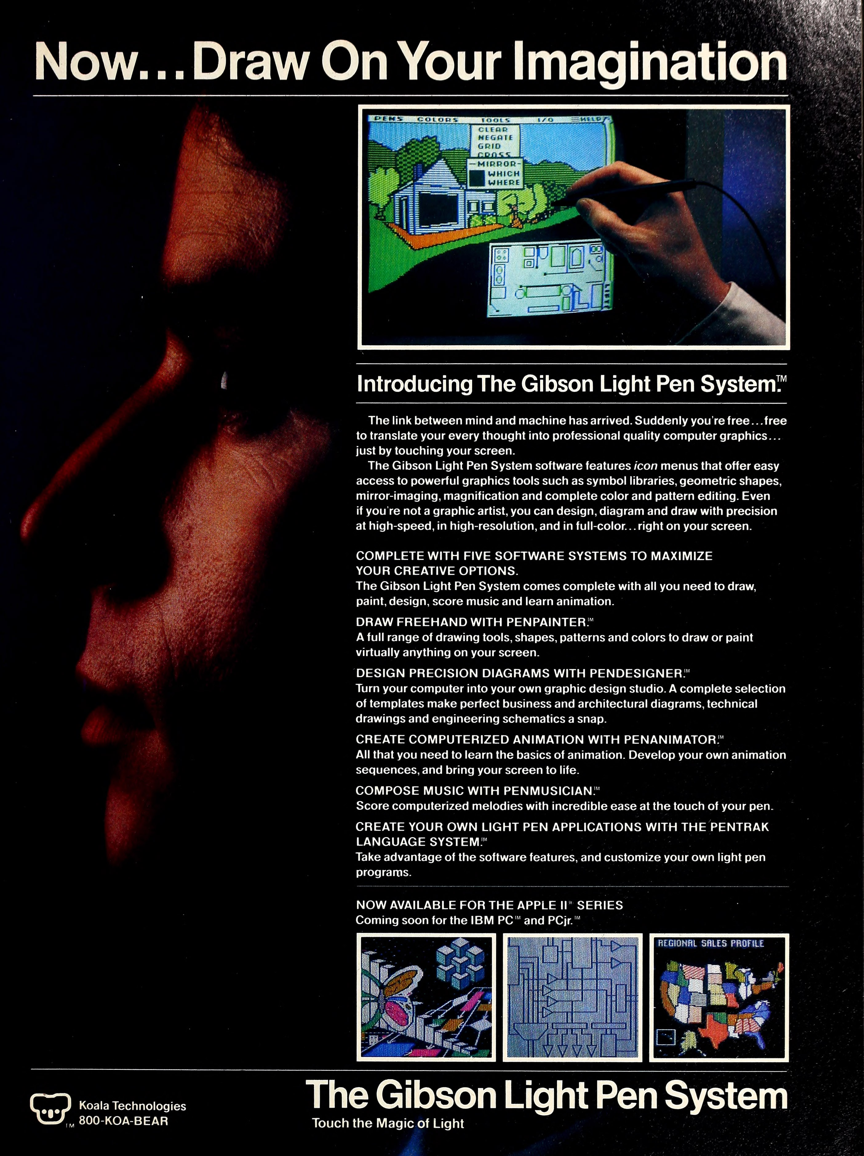 Now...Draw On Your Imagination
PENS COLORS TOOLS I/O HELP
CLEAR
NEGATE
GRID
CROSS
MIRROR
WHICH
WHERE
Introducing The Gibson Light Pen System.™
The link between mind and machine has arrived. Suddenly you're free...free
to translate your every thought into professional quality computer graphics...
just by touching your screen.
The Gibson Light Pen System software features icon menus that offer easy
access to powerful graphics tools such as symbol libraries, geometric shapes,
mirror-imaging, magnification and complete color and pattern editing. Even
if you're not a graphic artist, you can design, diagram and draw with precision
at high-speed, in high-resolution, and in full-color...right on your screen.
COMPLETE WITH FIVE SOFTWARE SYSTEMS TO MAXIMIZE
YOUR CREATIVE OPTIONS.
The Gibson Light Pen System comes complete with all you need to draw,
paint, design, score music and learn animation.
DRAW FREEHAND WITH PENPAINTER.™
A full range of drawing tools, shapes, patterns and colors to draw or paint
virtually anything on your screen.
DESIGN PRECISION DIAGRAMS WITH PENDESIGNER.™
Turn your computer into your own graphic design studio. A complete selection
of templates make perfect business and architectural diagrams, technical
drawings and engineering schematics a snap.
CREATE COMPUTERIZED ANIMATION WITH PENANIMATOR.™
All that you need to learn the basics of animation. Develop your own animation
sequences, and bring your screen to life.
COMPOSE MUSIC WITH PENMUSICIAN.™
Score computerized melodies with incredible ease at the touch of your pen.
CREATE YOUR OWN LIGHT PEN APPLICATIONS WITH THE PENTRAK
LANGUAGE SYSTEM.™
Take advantage of the software features, and customize your own light pen
programs.
NOW AVAILABLE FOR THE APPLE II® SERIES
Coming soon for the IBM PC™ and PCjr.™
REGIONAL SALES PROFILE
Koala Technologies
™ 800-KOA-BEAR
The Gibson Light Pen System
Touch the Magic of Light